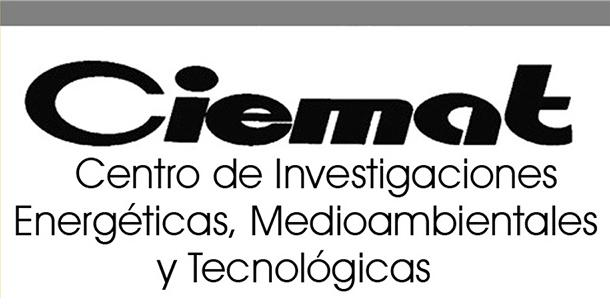 Ciemat
Centro de Investigaciones
Energéticas, Medioambientales
y Tecnológicas